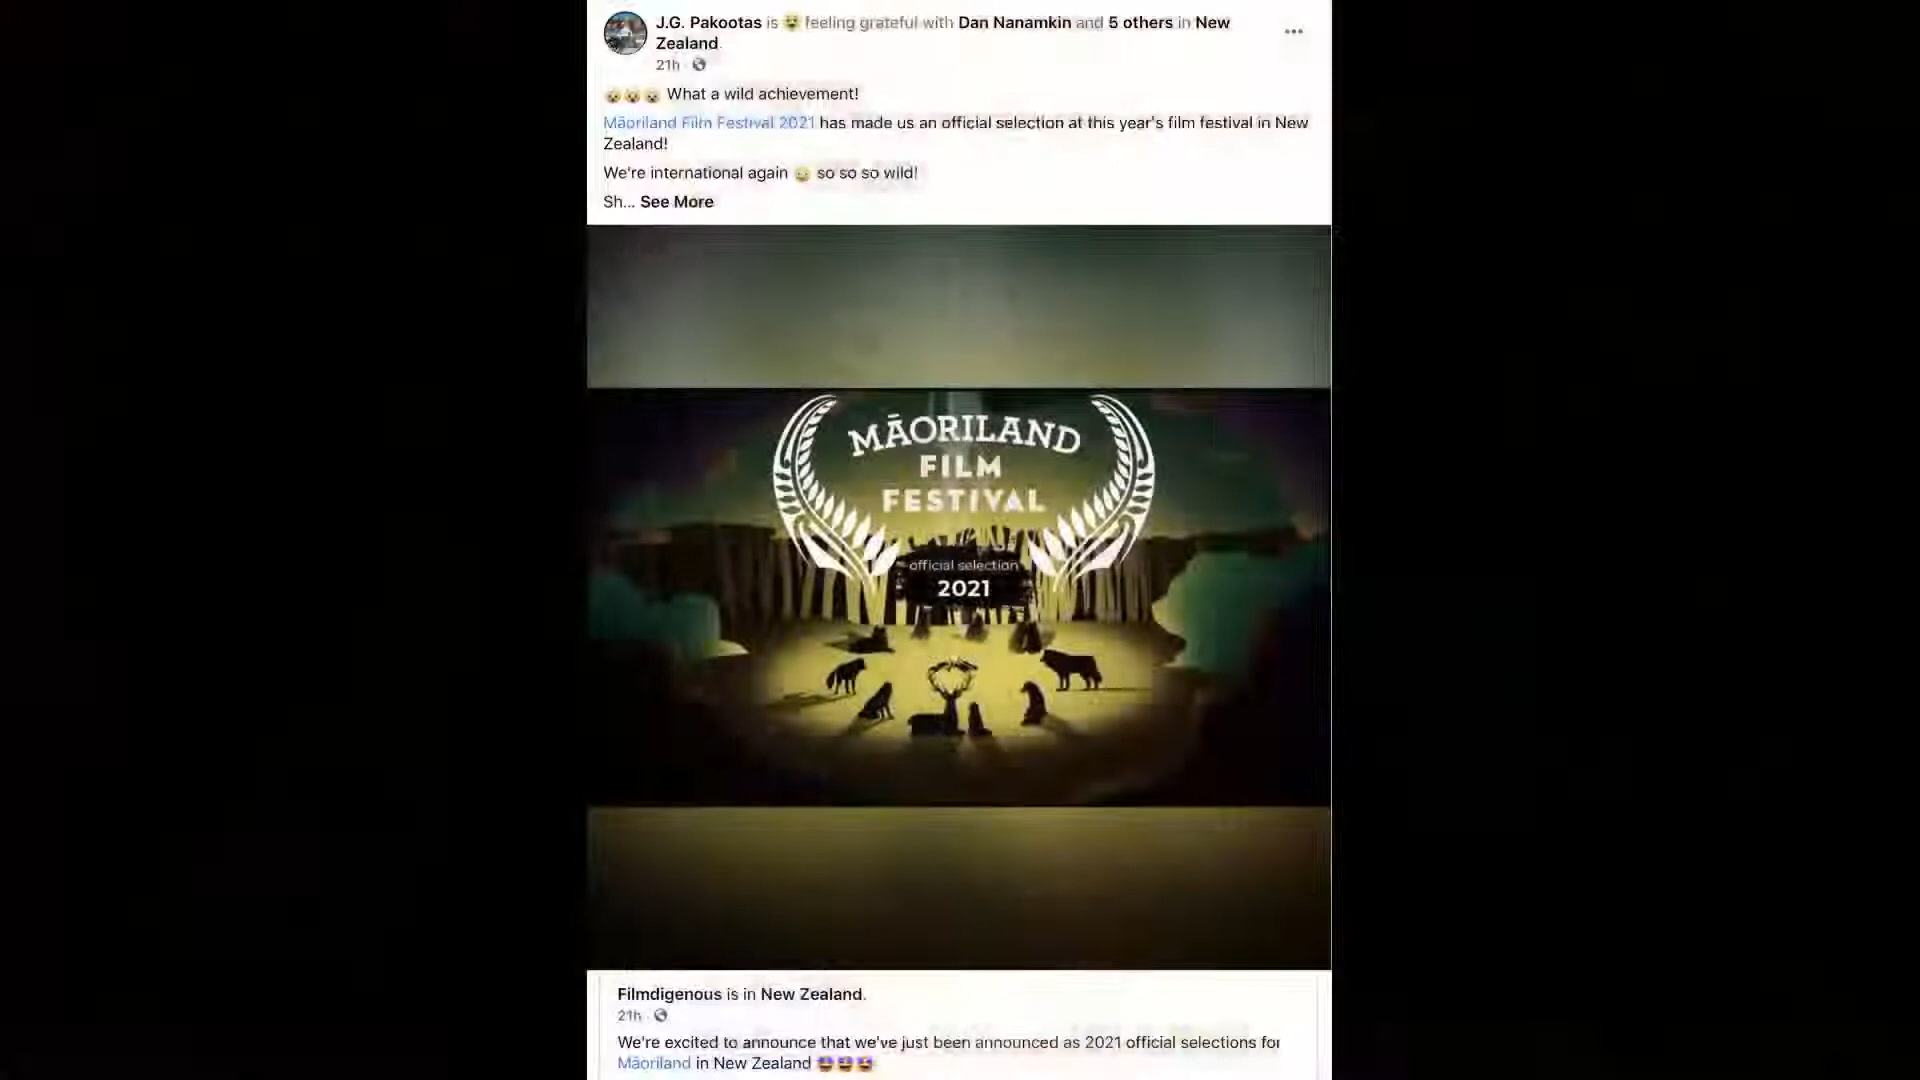 J.G. Pakootas is 😿 feeling grateful with Dan Nanamkin and 5 others in New
Zealand.
21h ·
What a wild achievement!
Māoriland Film Festival 2021 has made us an official selection at this year's film festival in New
Zealand!
We're international again so so so wild!
Sh... See More
MĀORILAND
FILM
FESTIVAL
official selection
2021
Filmdigenous is in New Zealand.
21h ·
We're excited to announce that we've just been announced as 2021 official selections for
Māoriland in New Zealand 🤩🤩🤩